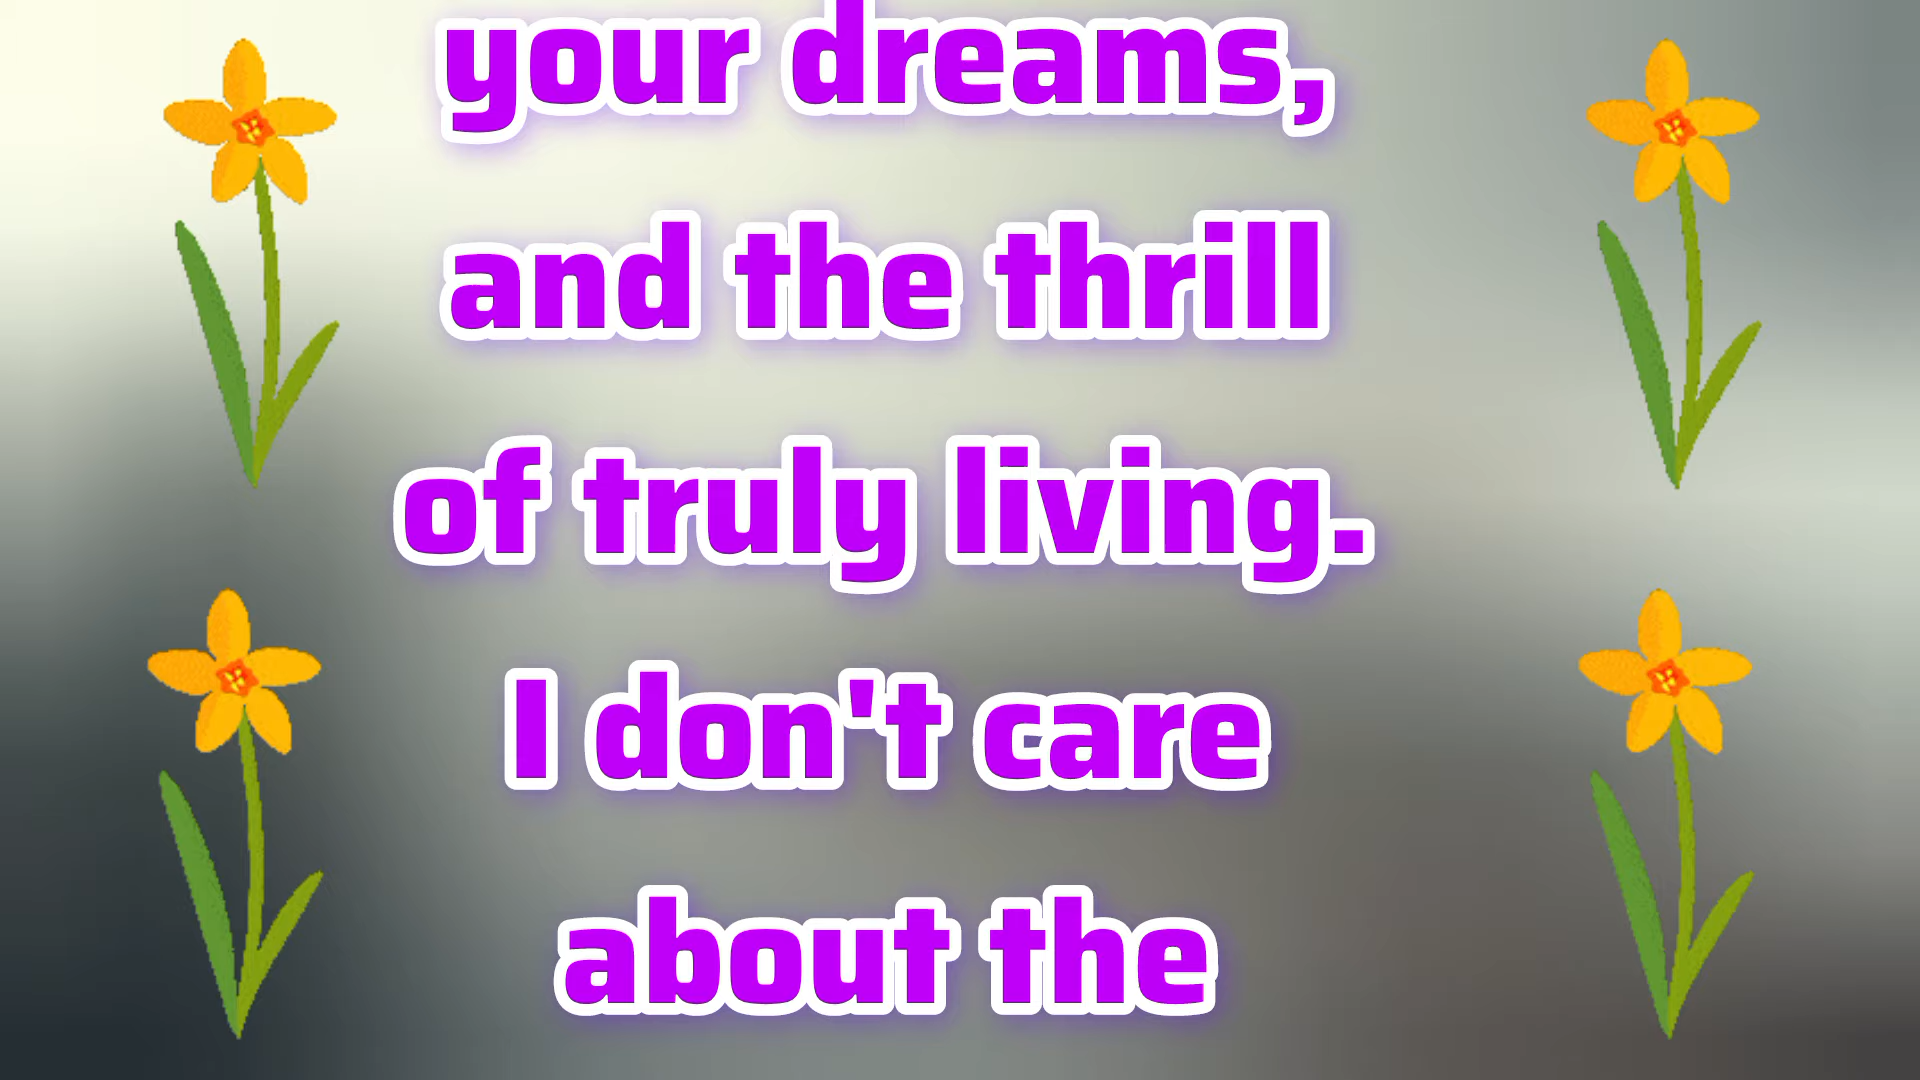 your dreams,
and the thrill
of truly living.
I don't care
about the